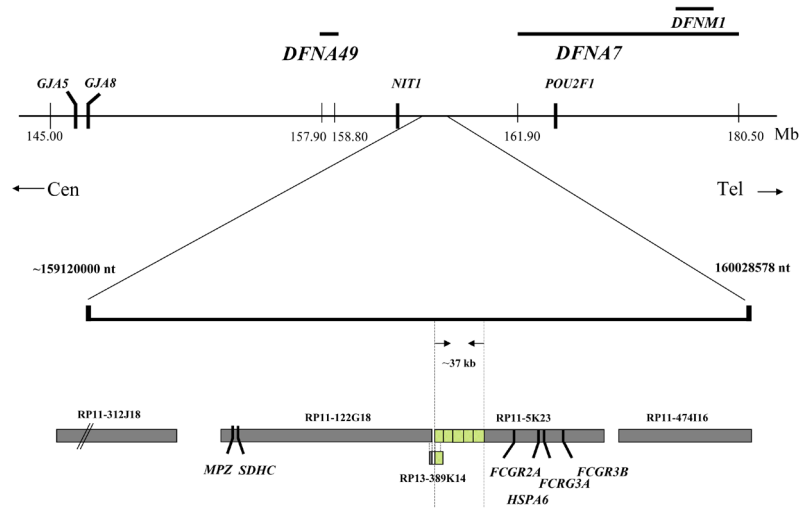 DFNM1
DFNA49
DFNA7
GJA5 GJA8 NIT1 POU2F1
145.00 157.90 158.80 161.90 180.50 Mb
Cen Tel
~159120000 nt 160028578 nt
~37 kb
RP11-312J18 RP11-122G18 RP11-5K23 RP11-474I16
MPZ SDHC RP13-389K14 FCGR2A FCGR3B
HSPA6 FCRG3A